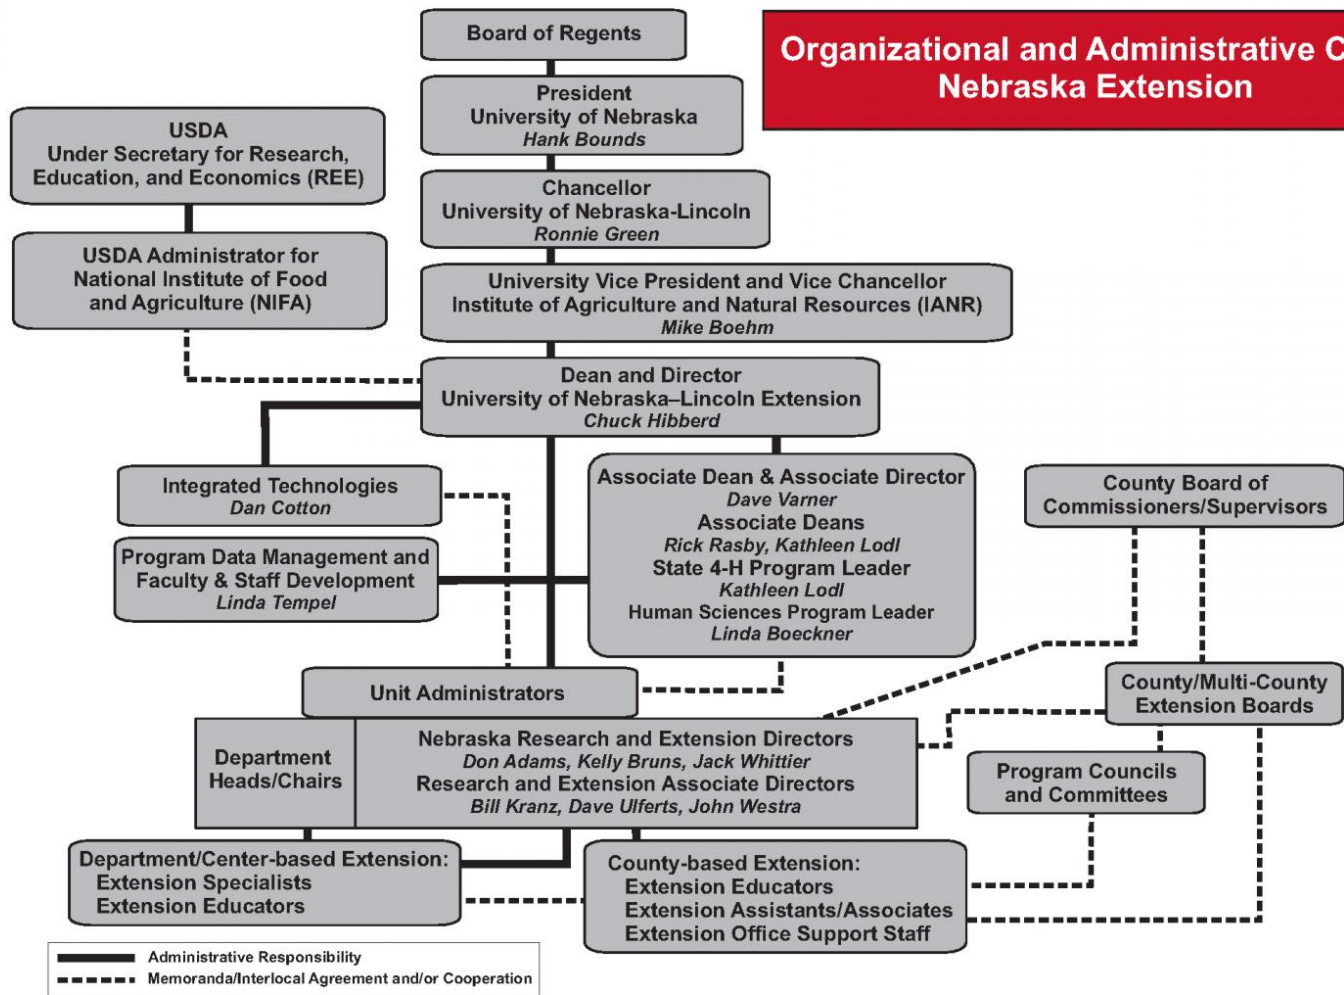 Board of Regents
Organizational and Administrative C
Nebraska Extension
President
University of Nebraska
Hank Bounds
USDA
Under Secretary for Research,
Education, and Economics (REE)
Chancellor
University of Nebraska-Lincoln
Ronnie Green
USDA Administrator for
National Institute of Food
and Agriculture (NIFA)
University Vice President and Vice Chancellor
Institute of Agriculture and Natural Resources (IANR)
Mike Boehm
Dean and Director
University of Nebraska–Lincoln Extension
Chuck Hibberd
Integrated Technologies
Dan Cotton
Program Data Management and
Faculty & Staff Development
Linda Tempel
Associate Dean & Associate Director
Dave Varner
Associate Deans
Rick Rasby, Kathleen Lodl
State 4-H Program Leader
Kathleen Lodl
Human Sciences Program Leader
Linda Boeckner
County Board of
Commissioners/Supervisors
Unit Administrators
County/Multi-County
Extension Boards
Department
Heads/Chairs
Nebraska Research and Extension Directors
Don Adams, Kelly Bruns, Jack Whittier
Research and Extension Associate Directors
Bill Kranz, Dave Ulferts, John Westra
Program Councils
and Committees
Department/Center-based Extension:
Extension Specialists
Extension Educators
County-based Extension:
Extension Educators
Extension Assistants/Associates
Extension Office Support Staff
Administrative Responsibility
Memoranda/Interlocal Agreement and/or Cooperation